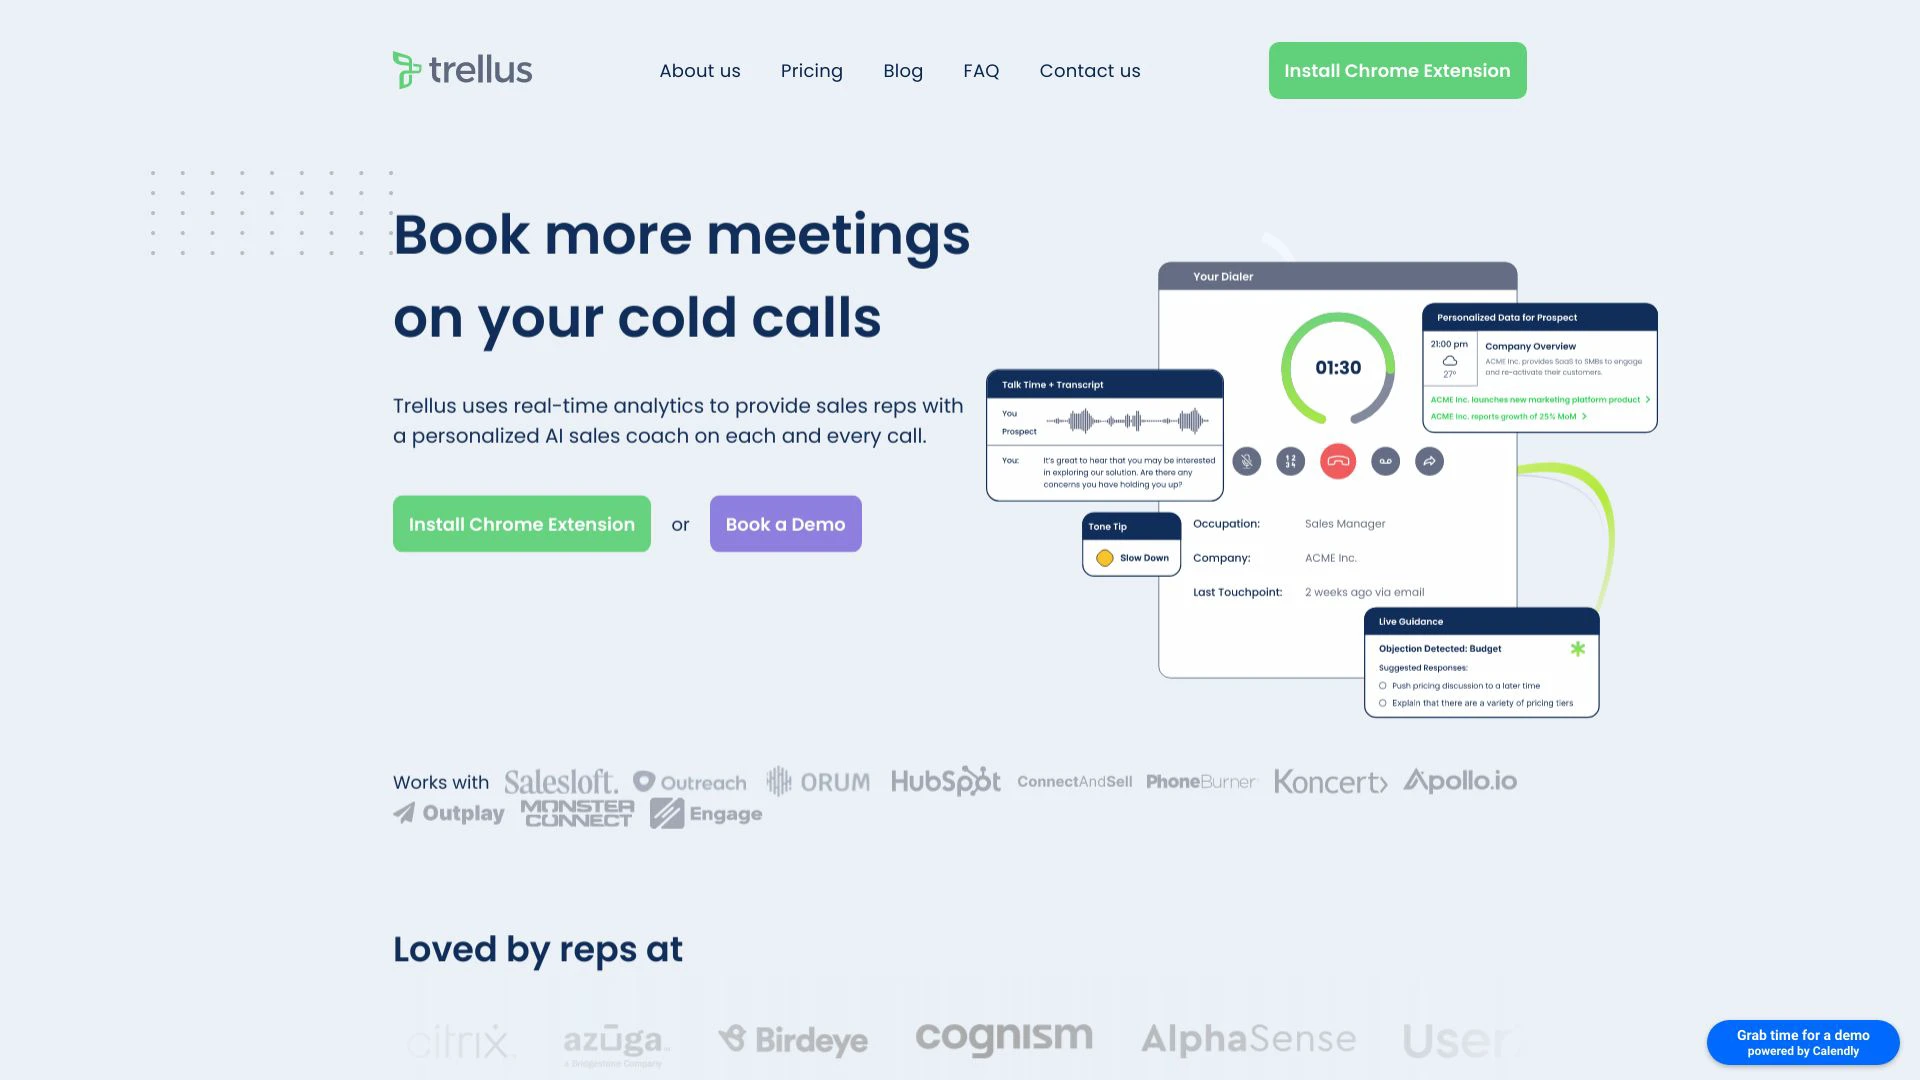 trellus
About us
Pricing
Blog
FAQ
Contact us
Install Chrome Extension
Book more meetings
on your cold calls
Trellus uses real-time analytics to provide sales reps with
a personalized AI sales coach on each and every call.
Install Chrome Extension
or
Book a Demo
Your Dialer
01:30
Personalized Data for Prospect
21:00 pm
27°
Company Overview
ACME Inc. provides SaaS to SMBs to engage
and re-activate their customers.
ACME Inc. launches new marketing platform product
ACME Inc. reports growth of 25% MoM
Talk Time + Transcript
You
Prospect
You:
It's great to hear that you may be interested
in exploring our solution. Are there any
concerns you have holding you up?
1 2
3 4
Tone Tip
Slow Down
Occupation:
Sales Manager
Company:
ACME Inc.
Last Touchpoint:
2 weeks ago via email
Live Guidance
Objection Detected: Budget
Suggested Responses:
Push pricing discussion to a later time
Explain that there are a variety of pricing tiers
Works with
Salesloft.
Outreach
ORUM
HubSpot
ConnectAndSell
PhoneBurner
Koncert
Apollo.io
Outplay
MONSTER
CONNECT
Engage
Loved by reps at
citrix
azūga
A Bridgestone Company
Birdeye
cognism
AlphaSense
User
Grab time for a demo
powered by Calendly